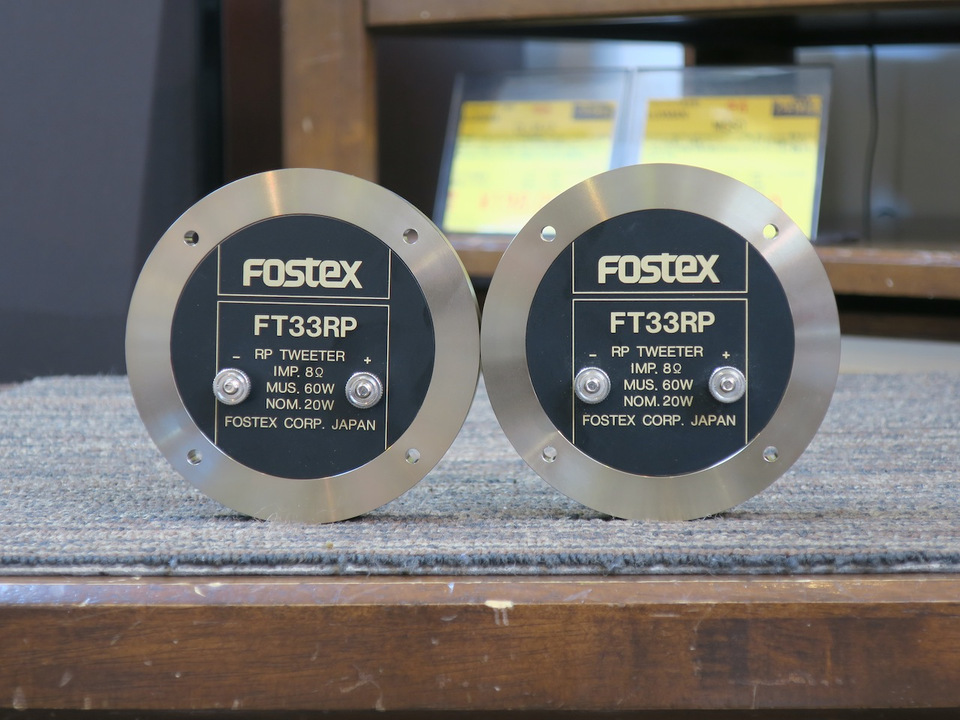 FOSTEX
FT33RP
- RP TWEETER +
IMP. 8Ω
MUS. 60W
NOM. 20W
FOSTEX CORP. JAPAN
FOSTEX
FT33RP
- RP TWEETER +
IMP. 8Ω
MUS. 60W
NOM. 20W
FOSTEX CORP. JAPAN